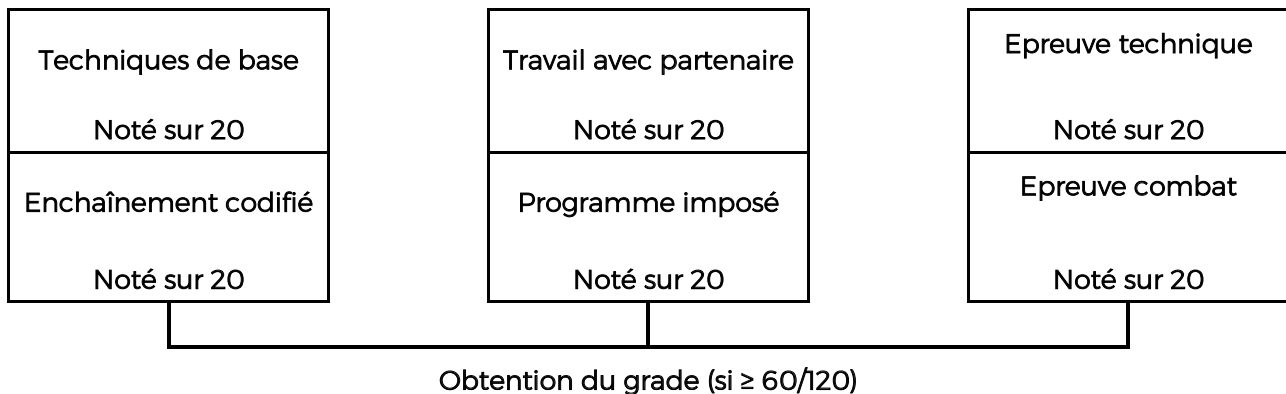 Techniques de base
Noté sur 20
Enchaînement codifié
Noté sur 20
Travail avec partenaire
Noté sur 20
Programme imposé
Noté sur 20
Epreuve technique
Noté sur 20
Epreuve combat
Noté sur 20
Obtention du grade (si ≥ 60/120)